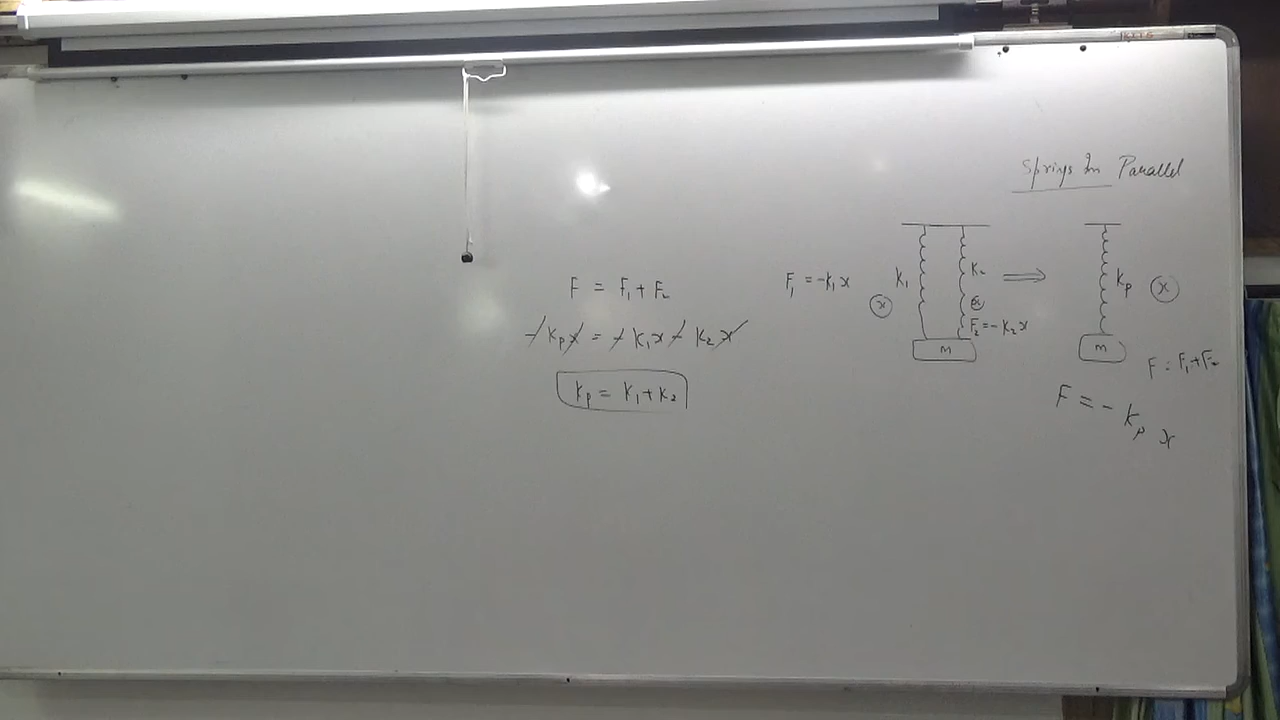 Springs In Parallel
F = F₁ + F₂
-kₚx = -k₁x - k₂x
kₚ = k₁ + k₂
F₁ = -k₁x
k₁
x
k₂
x
F₂ = -k₂x
m
⇒
kₚ
x
m
F = F₁ + F₂
F = - kₚ x